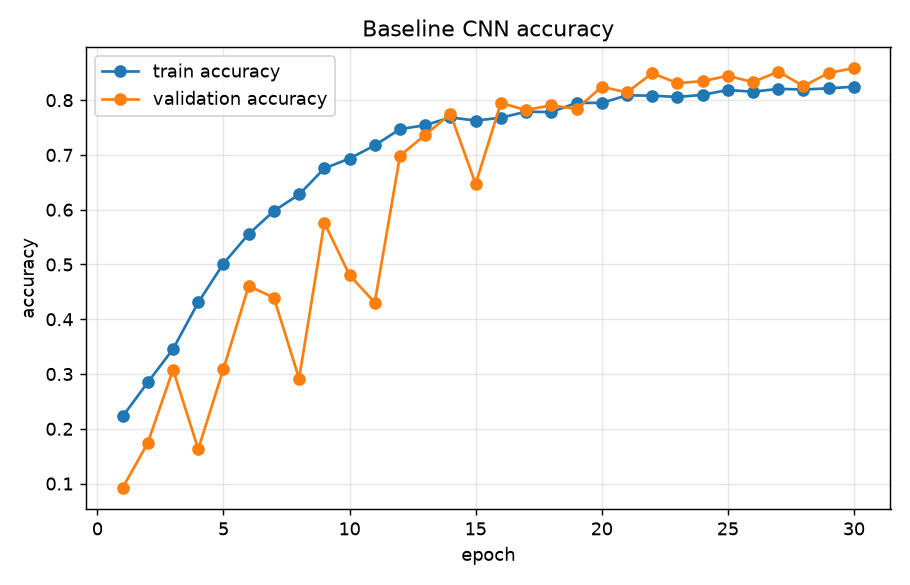 Baseline CNN accuracy
train accuracy
validation accuracy
accuracy
0.8
0.7
0.6
0.5
0.4
0.3
0.2
0.1
0 5 10 15 20 25 30
epoch